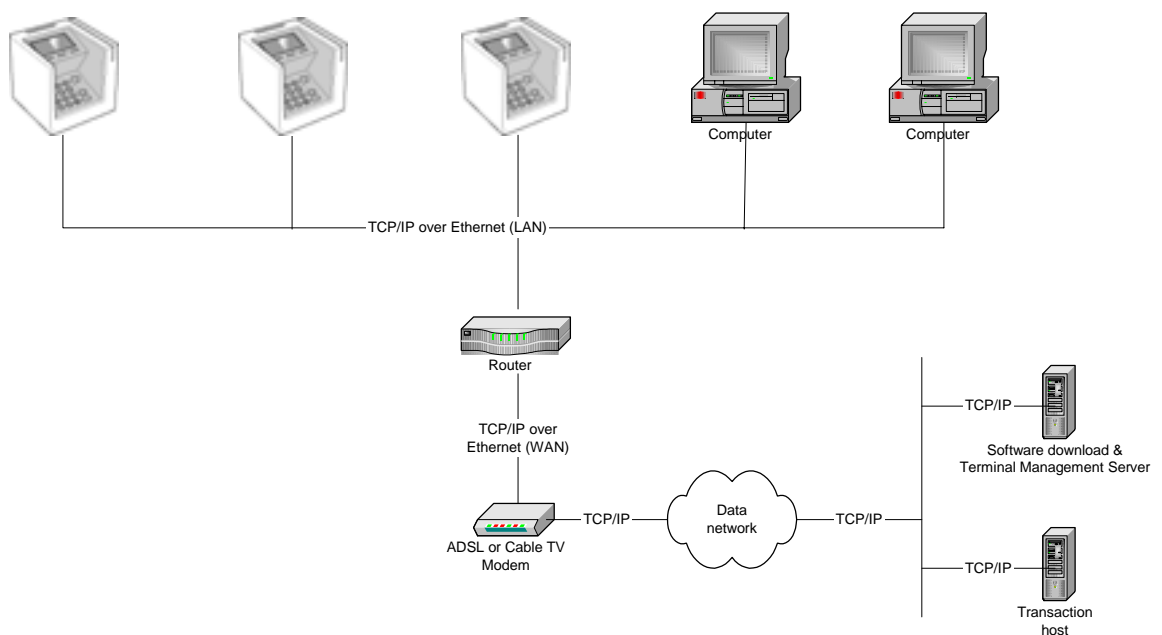 Computer
Computer
TCP/IP over Ethernet (LAN)
Router
TCP/IP over
Ethernet (WAN)
ADSL or Cable TV
Modem
TCP/IP
Data
network
TCP/IP
TCP/IP
Software download &
Terminal Management Server
TCP/IP
Transaction
host